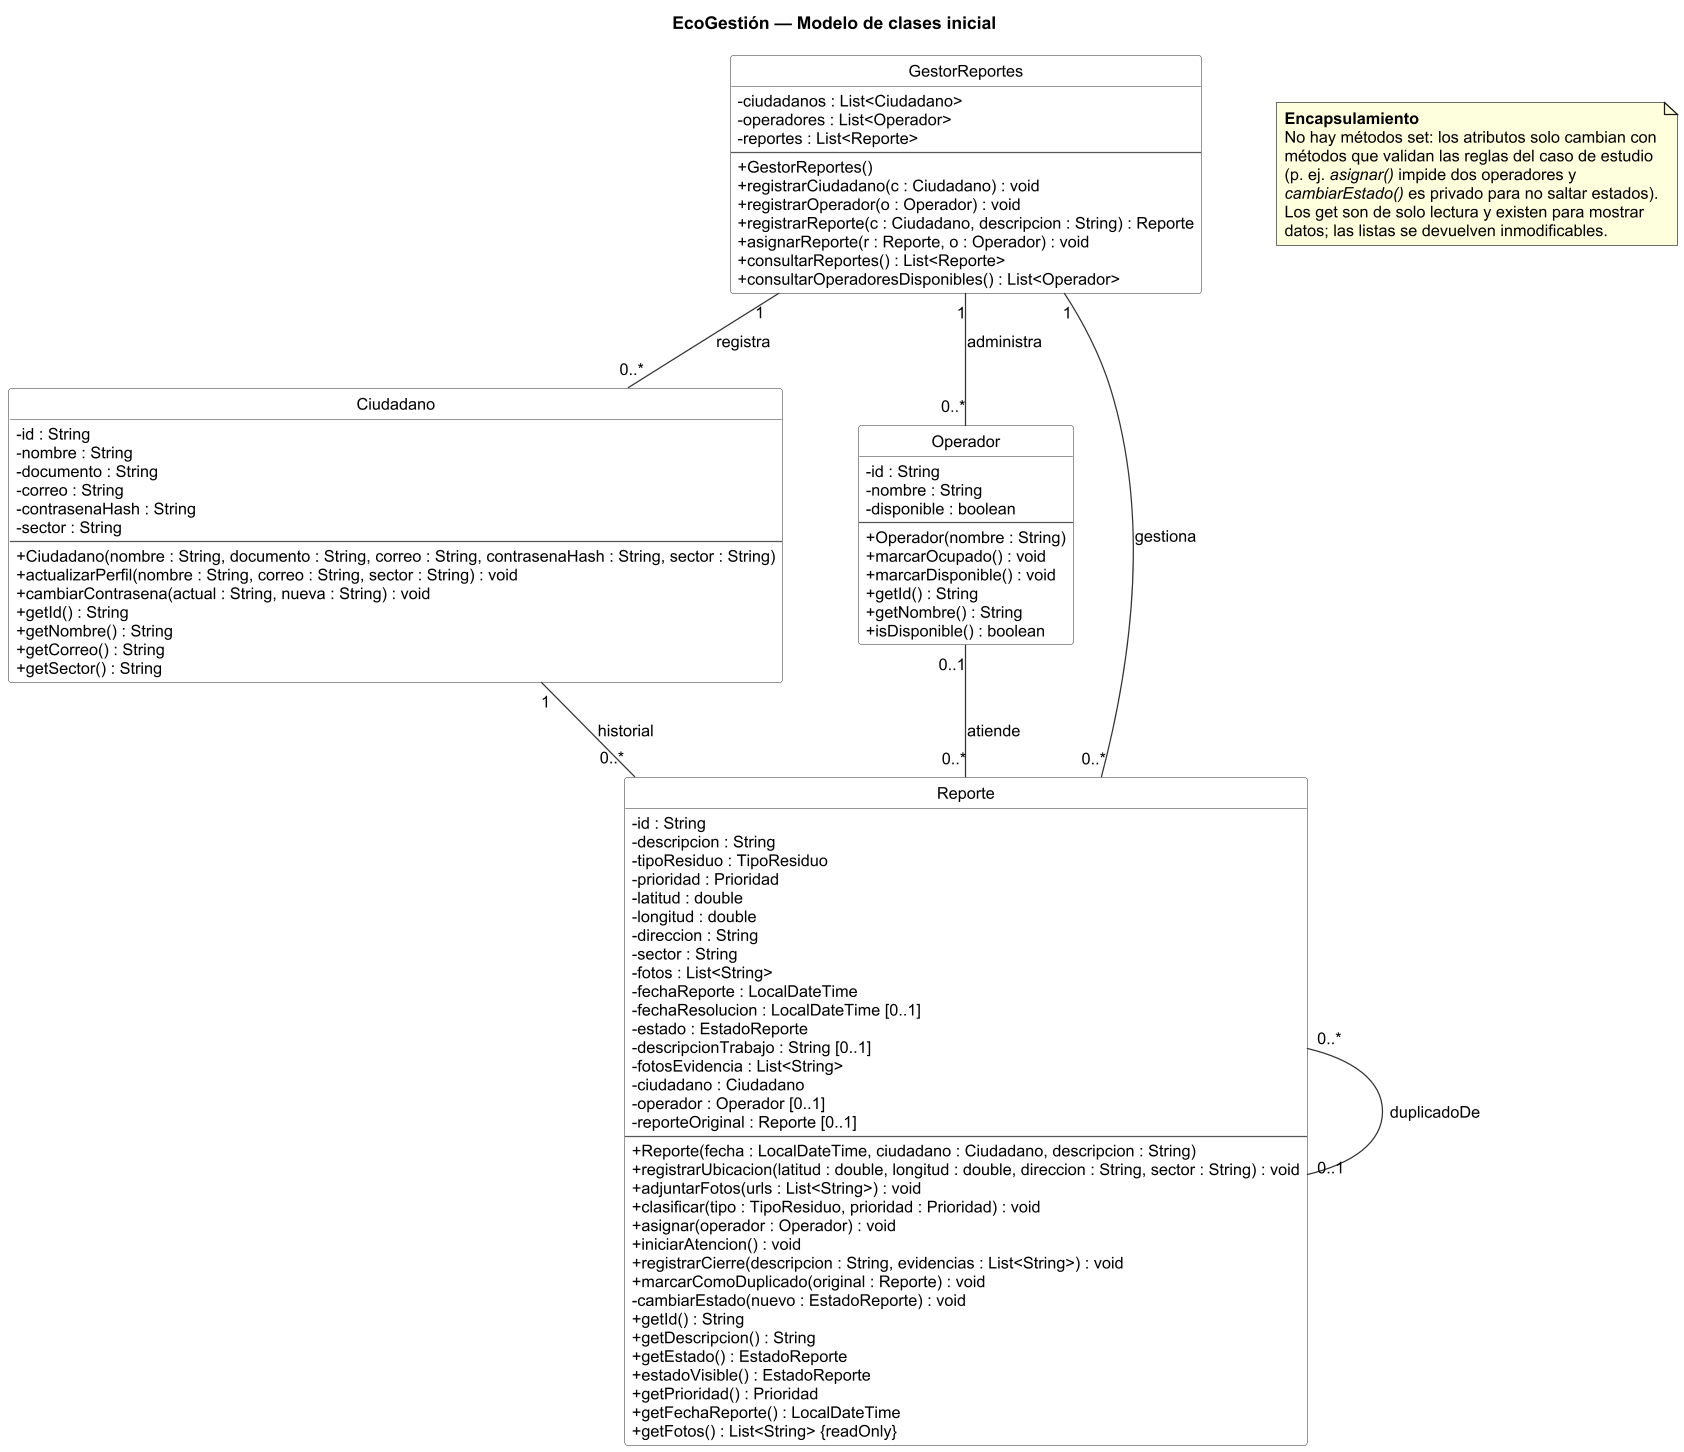 EcoGestión — Modelo de clases inicial
GestorReportes
-ciudadanos : List<Ciudadano>
-operadores : List<Operador>
-reportes : List<Reporte>
+GestorReportes()
+registrarCiudadano(c : Ciudadano) : void
+registrarOperador(o : Operador) : void
+registrarReporte(c : Ciudadano, descripcion : String) : Reporte
+asignarReporte(r : Reporte, o : Operador) : void
+consultarReportes() : List<Reporte>
+consultarOperadoresDisponibles() : List<Operador>
Encapsulamiento
No hay métodos set: los atributos solo cambian con
métodos que validan las reglas del caso de estudio
(p. ej. asignar() impide dos operadores y
cambiarEstado() es privado para no saltar estados).
Los get son de solo lectura y existen para mostrar
datos; las listas se devuelven inmodificables.
1
registra
0..*
1
administra
0..*
1
gestiona
0..*
Ciudadano
-id : String
-nombre : String
-documento : String
-correo : String
-contrasenaHash : String
-sector : String
+Ciudadano(nombre : String, documento : String, correo : String, contrasenaHash : String, sector : String)
+actualizarPerfil(nombre : String, correo : String, sector : String) : void
+cambiarContrasena(actual : String, nueva : String) : void
+getId() : String
+getNombre() : String
+getCorreo() : String
+getSector() : String
Operador
-id : String
-nombre : String
-disponible : boolean
+Operador(nombre : String)
+marcarOcupado() : void
+marcarDisponible() : void
+getId() : String
+getNombre() : String
+isDisponible() : boolean
1
historial
0..*
0..1
atiende
0..*
Reporte
-id : String
-descripcion : String
-tipoResiduo : TipoResiduo
-prioridad : Prioridad
-latitud : double
-longitud : double
-direccion : String
-sector : String
-fotos : List<String>
-fechaReporte : LocalDateTime
-fechaResolucion : LocalDateTime [0..1]
-estado : EstadoReporte
-descripcionTrabajo : String [0..1]
-fotosEvidencia : List<String>
-ciudadano : Ciudadano
-operador : Operador [0..1]
-reporteOriginal : Reporte [0..1]
+Reporte(fecha : LocalDateTime, ciudadano : Ciudadano, descripcion : String)
+registrarUbicacion(latitud : double, longitud : double, direccion : String, sector : String) : void
+adjuntarFotos(urls : List<String>) : void
+clasificar(tipo : TipoResiduo, prioridad : Prioridad) : void
+asignar(operador : Operador) : void
+iniciarAtencion() : void
+registrarCierre(descripcion : String, evidencias : List<String>) : void
+marcarComoDuplicado(original : Reporte) : void
-cambiarEstado(nuevo : EstadoReporte) : void
+getId() : String
+getDescripcion() : String
+getEstado() : EstadoReporte
+estadoVisible() : EstadoReporte
+getPrioridad() : Prioridad
+getFechaReporte() : LocalDateTime
+getFotos() : List<String> {readOnly}
0..*
duplicadoDe
0..1